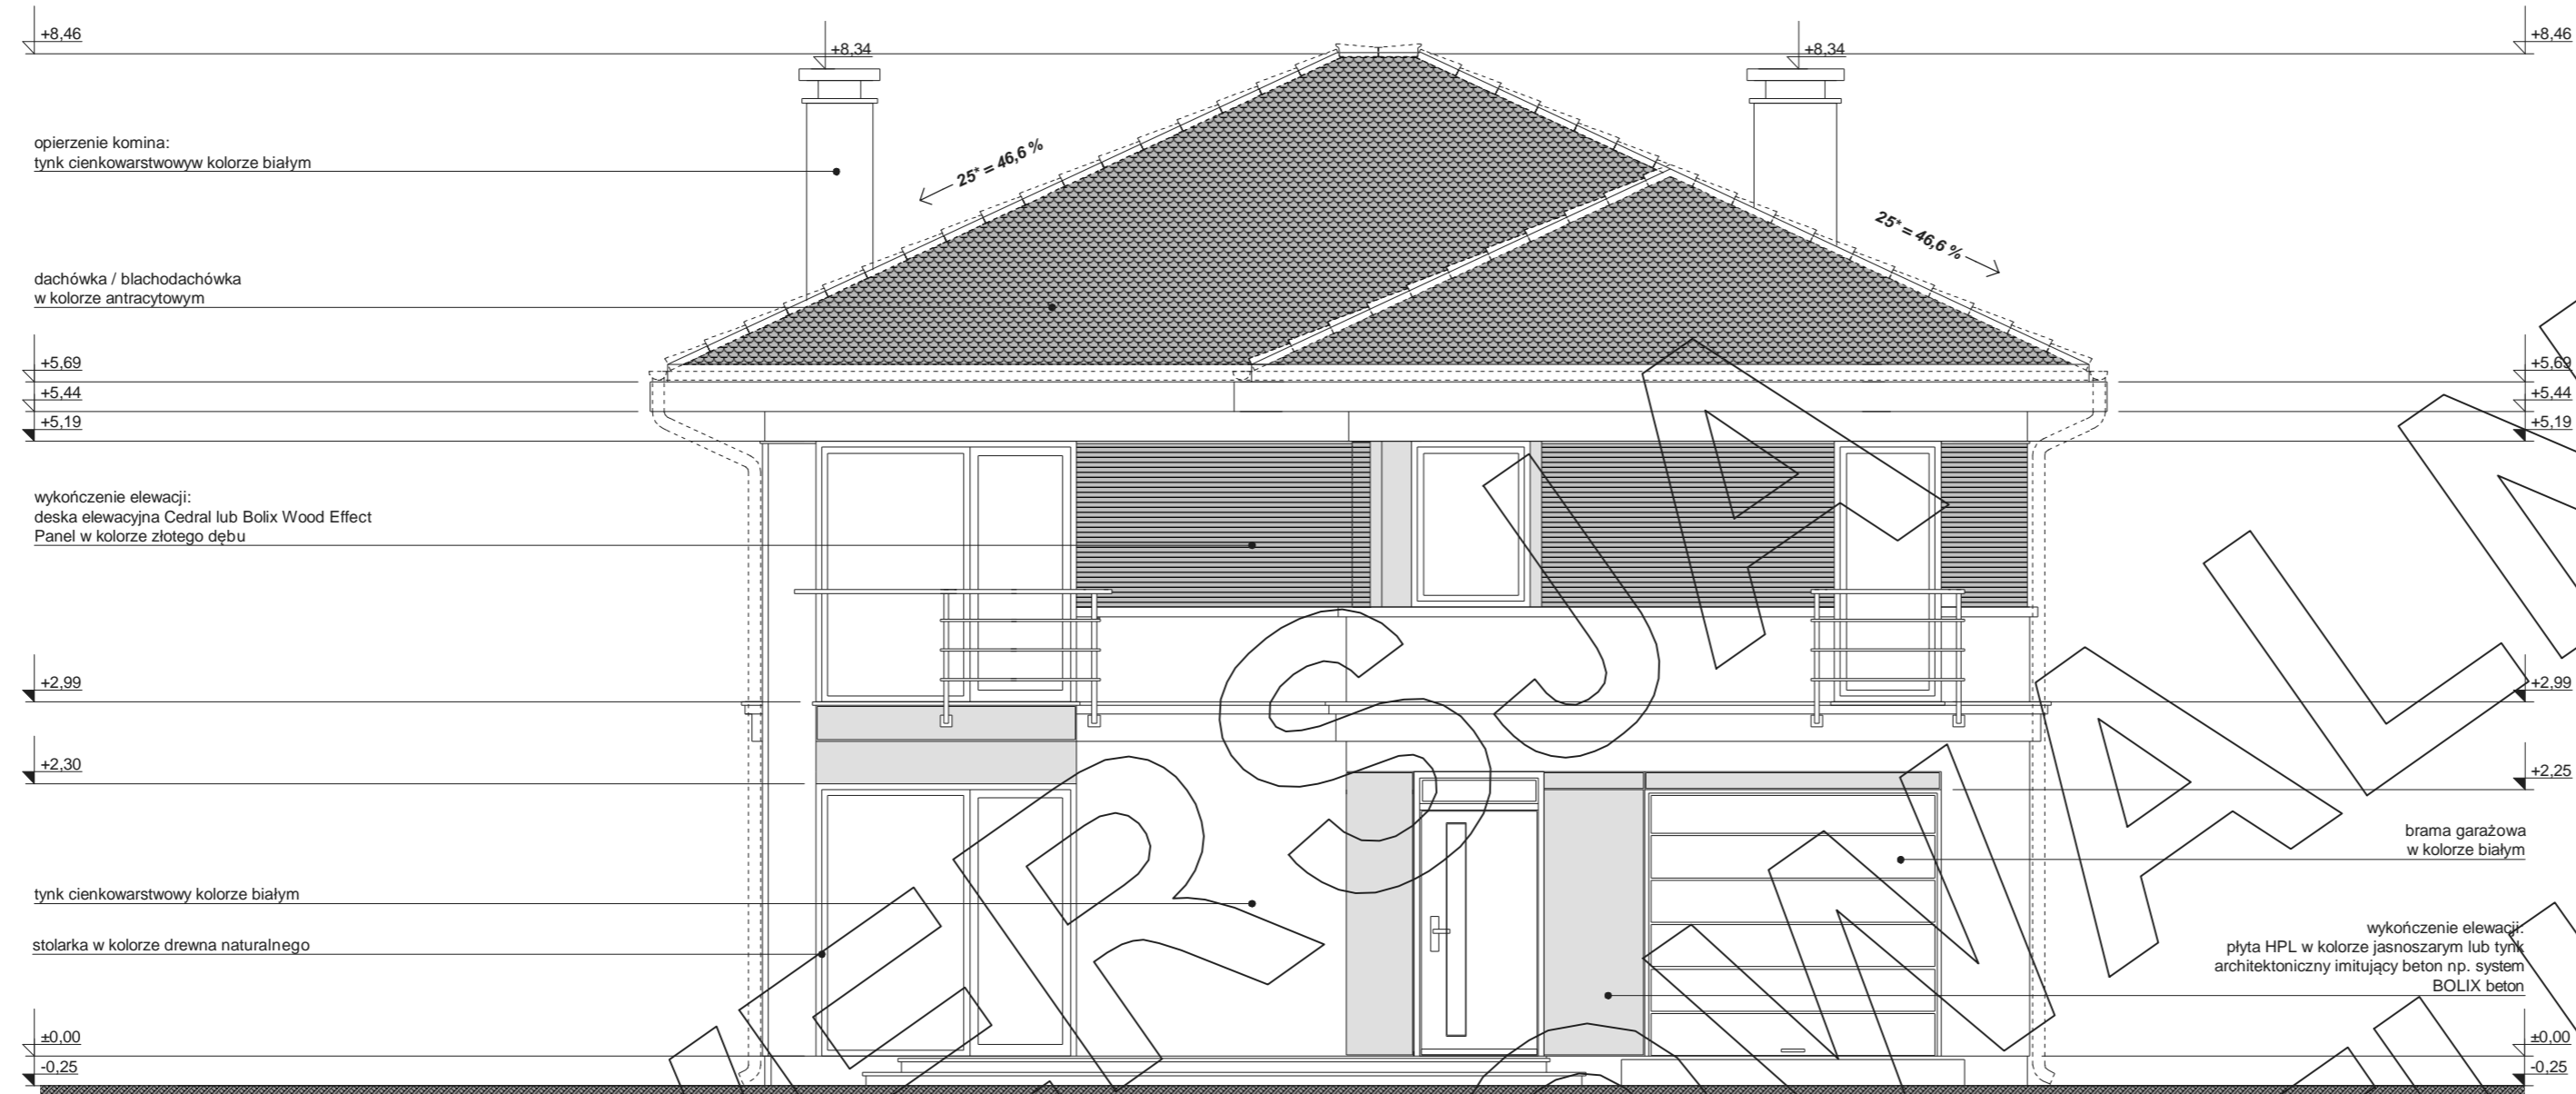 +8,46
+8,34
+8,34
+8,46
opierzenie komina:
tynk cienkowarstwowyw kolorze białym
25* = 46,6 %
25* = 46,6 %
dachówka / blachodachówka
w kolorze antracytowym
+5,69
+5,44
+5,19
+5,69
+5,44
+5,19
wykończenie elewacji:
deska elewacyjna Cedral lub Bolix Wood Effect
Panel w kolorze złotego dębu
+2,99
+2,99
+2,30
+2,25
brama garażowa
w kolorze białym
tynk cienkowarstwowy kolorze białym
stolarka w kolorze drewna naturalnego
wykończenie elewacji:
płyta HPL w kolorze jasnoszarym lub tynk
architektoniczny imitujący beton np. system
BOLIX beton
±0,00
-0,25
±0,00
-0,25